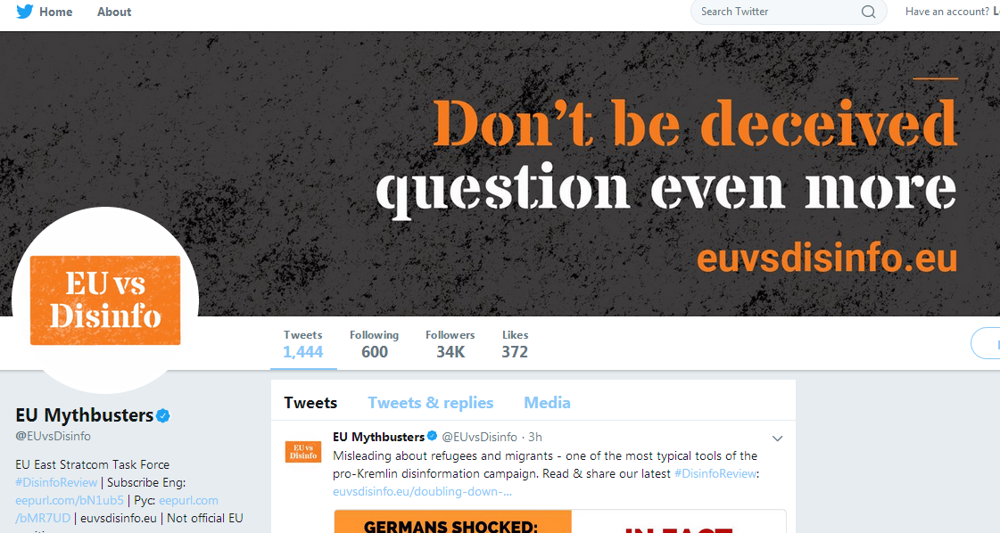 Home About Search Twitter Have an account?
Don't be deceived
question even more
euvsdisinfo.eu
EU vs
Disinfo
Tweets Following Followers Likes
1,444 600 34K 372
EU Mythbusters
@EUvsDisinfo
EU East Stratcom Task Force
#DisinfoReview | Subscribe Eng:
eepurl.com/bN1ub5 | Рус: eepurl.com
/bMR7UD | euvsdisinfo.eu | Not official EU
Tweets Tweets & replies Media
EU vs
Disinfo
EU Mythbusters @EUvsDisinfo · 3h
Misleading about refugees and migrants - one of the most typical tools of the
pro-Kremlin disinformation campaign. Read & share our latest #DisinfoReview:
euvsdisinfo.eu/doubling-down-...
GERMANS SHOCKED:
IN FACT